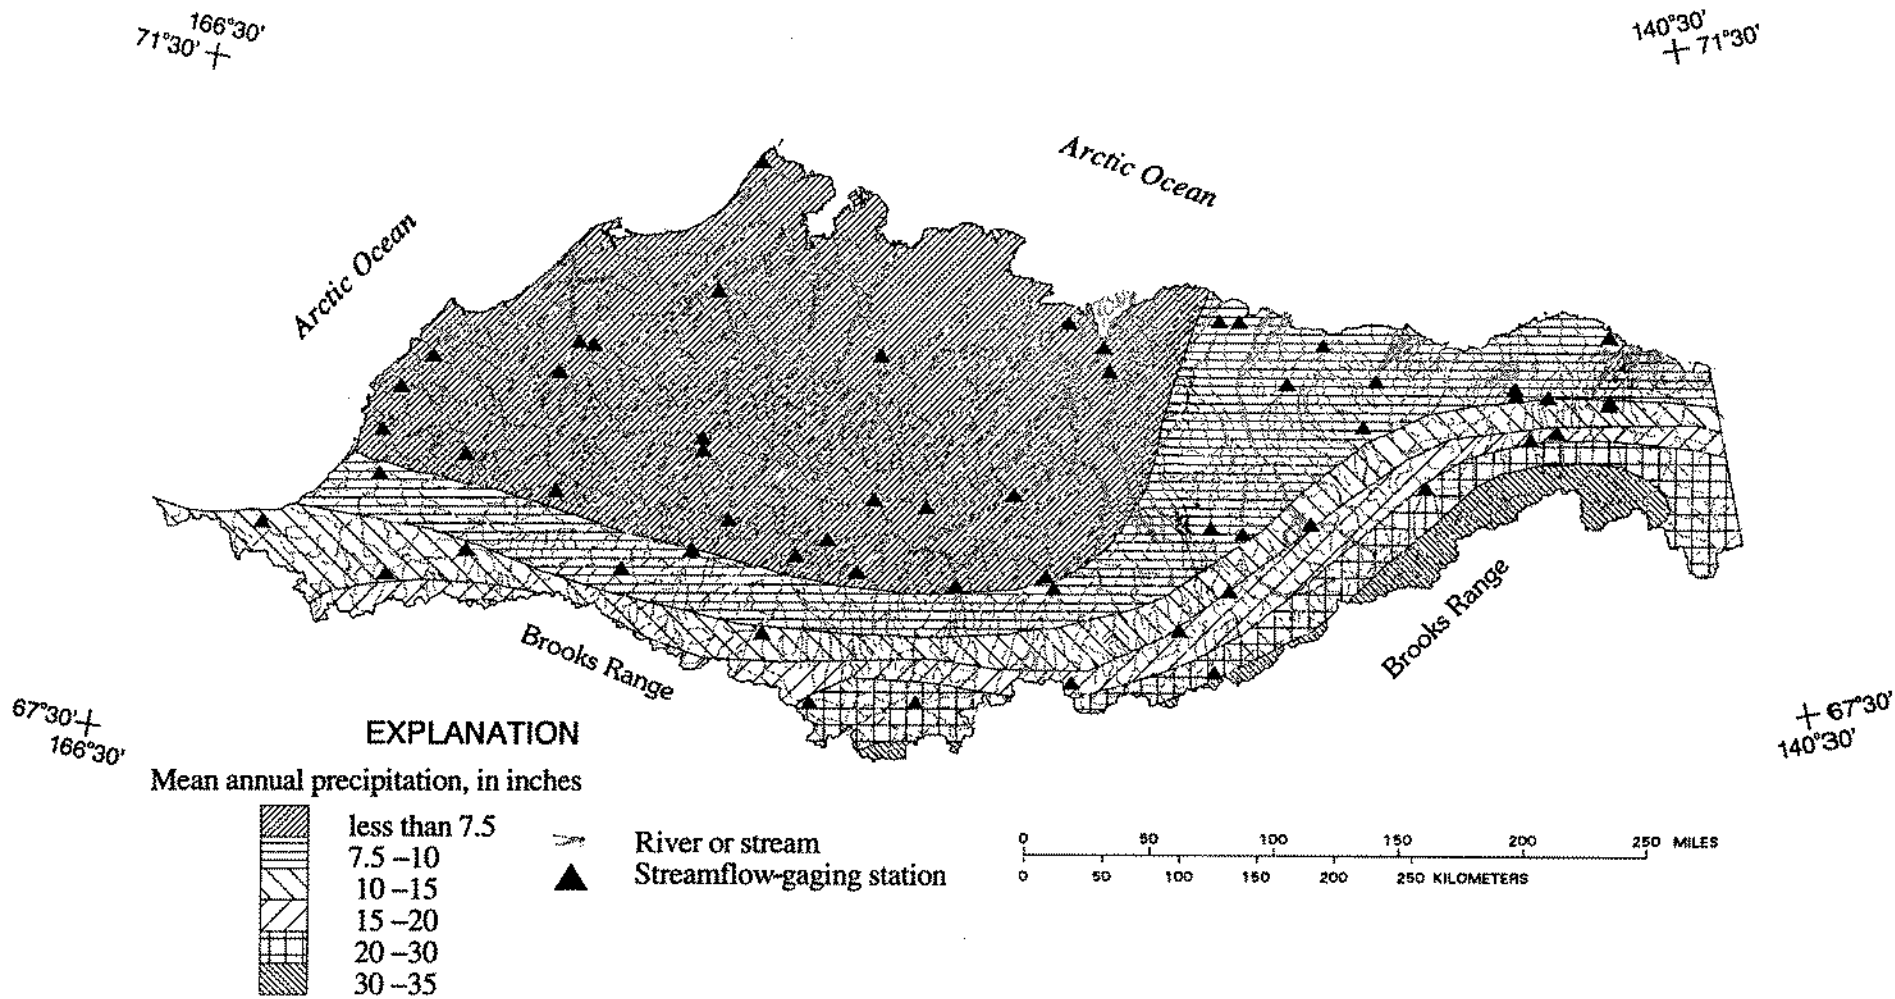 166°30'
71°30'
140°30'
71°30'
Arctic Ocean
Arctic Ocean
Brooks Range
Brooks Range
67°30'
166°30'
67°30'
140°30'
EXPLANATION
Mean annual precipitation, in inches
less than 7.5
7.5 –10
10 –15
15 –20
20 –30
30 –35
River or stream
Streamflow-gaging station
0 50 100 150 200 250 MILES
0 50 100 150 200 250 KILOMETERS